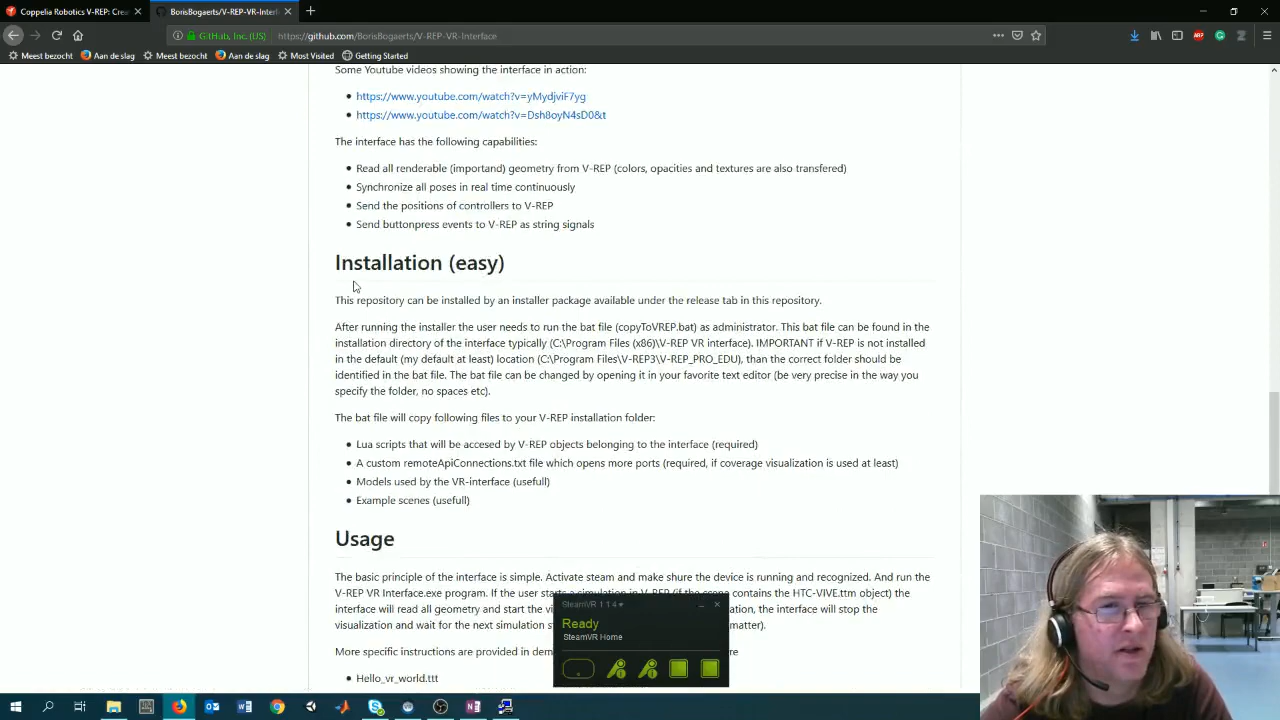 Coppelia Robotics V-REP: Crea
BorisBogaerts/V-REP-VR-Interf
GitHub, Inc. (US)
https://github.com/BorisBogaerts/V-REP-VR-Interface
Meest bezocht
Aan de slag
Meest bezocht
Aan de slag
Most Visited
Getting Started
Some Youtube videos showing the interface in action:
https://www.youtube.com/watch?v=yMydjviF7yg
https://www.youtube.com/watch?v=Dsh8oyN4sD0&t
The interface has the following capabilities:
Read all renderable (importand) geometry from V-REP (colors, opacities and textures are also transfered)
Synchronize all poses in real time continuously
Send the positions of controllers to V-REP
Send buttonpress events to V-REP as string signals
Installation (easy)
This repository can be installed by an installer package available under the release tab in this repository.
After running the installer the user needs to run the bat file (copyToVREP.bat) as administrator. This bat file can be found in the
installation directory of the interface typically (C:\Program Files (x86)\V-REP VR interface). IMPORTANT if V-REP is not installed
in the default (my default at least) location (C:\Program Files\V-REP3\V-REP_PRO_EDU), than the correct folder should be
identified in the bat file. The bat file can be changed by opening it in your favorite text editor (be very precise in the way you
specify the folder, no spaces etc).
The bat file will copy following files to your V-REP installation folder:
Lua scripts that will be accesed by V-REP objects belonging to the interface (required)
A custom remoteApiConnections.txt file which opens more ports (required, if coverage visualization is used at least)
Models used by the VR-interface (usefull)
Example scenes (usefull)
Usage
The basic principle of the interface is simple. Activate steam and make shure the device is running and recognized. And run the
V-REP VR Interface.exe program. If the user starts a simulation in V-REP (if the scene contains the HTC-VIVE.ttm object) the
interface will read all geometry and start the vi ation, the interface will stop the
visualization and wait for the next simulation s matter).
More specific instructions are provided in dem re
Hello_vr_world.ttt
SteamVR 1.1.4
Ready
SteamVR Home